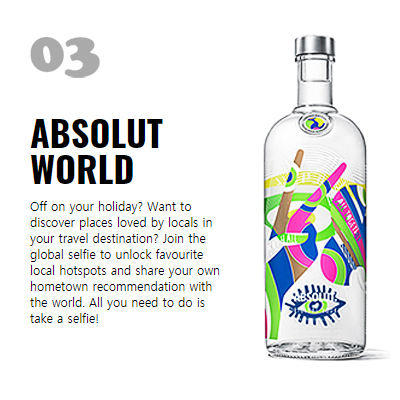 03
ABSOLUT
WORLD
Off on your holiday? Want to
discover places loved by locals in
your travel destination? Join the
global selfie to unlock favourite
local hotspots and share your own
hometown recommendation with
the world. All you need to do is
take a selfie!
ABSOLUT